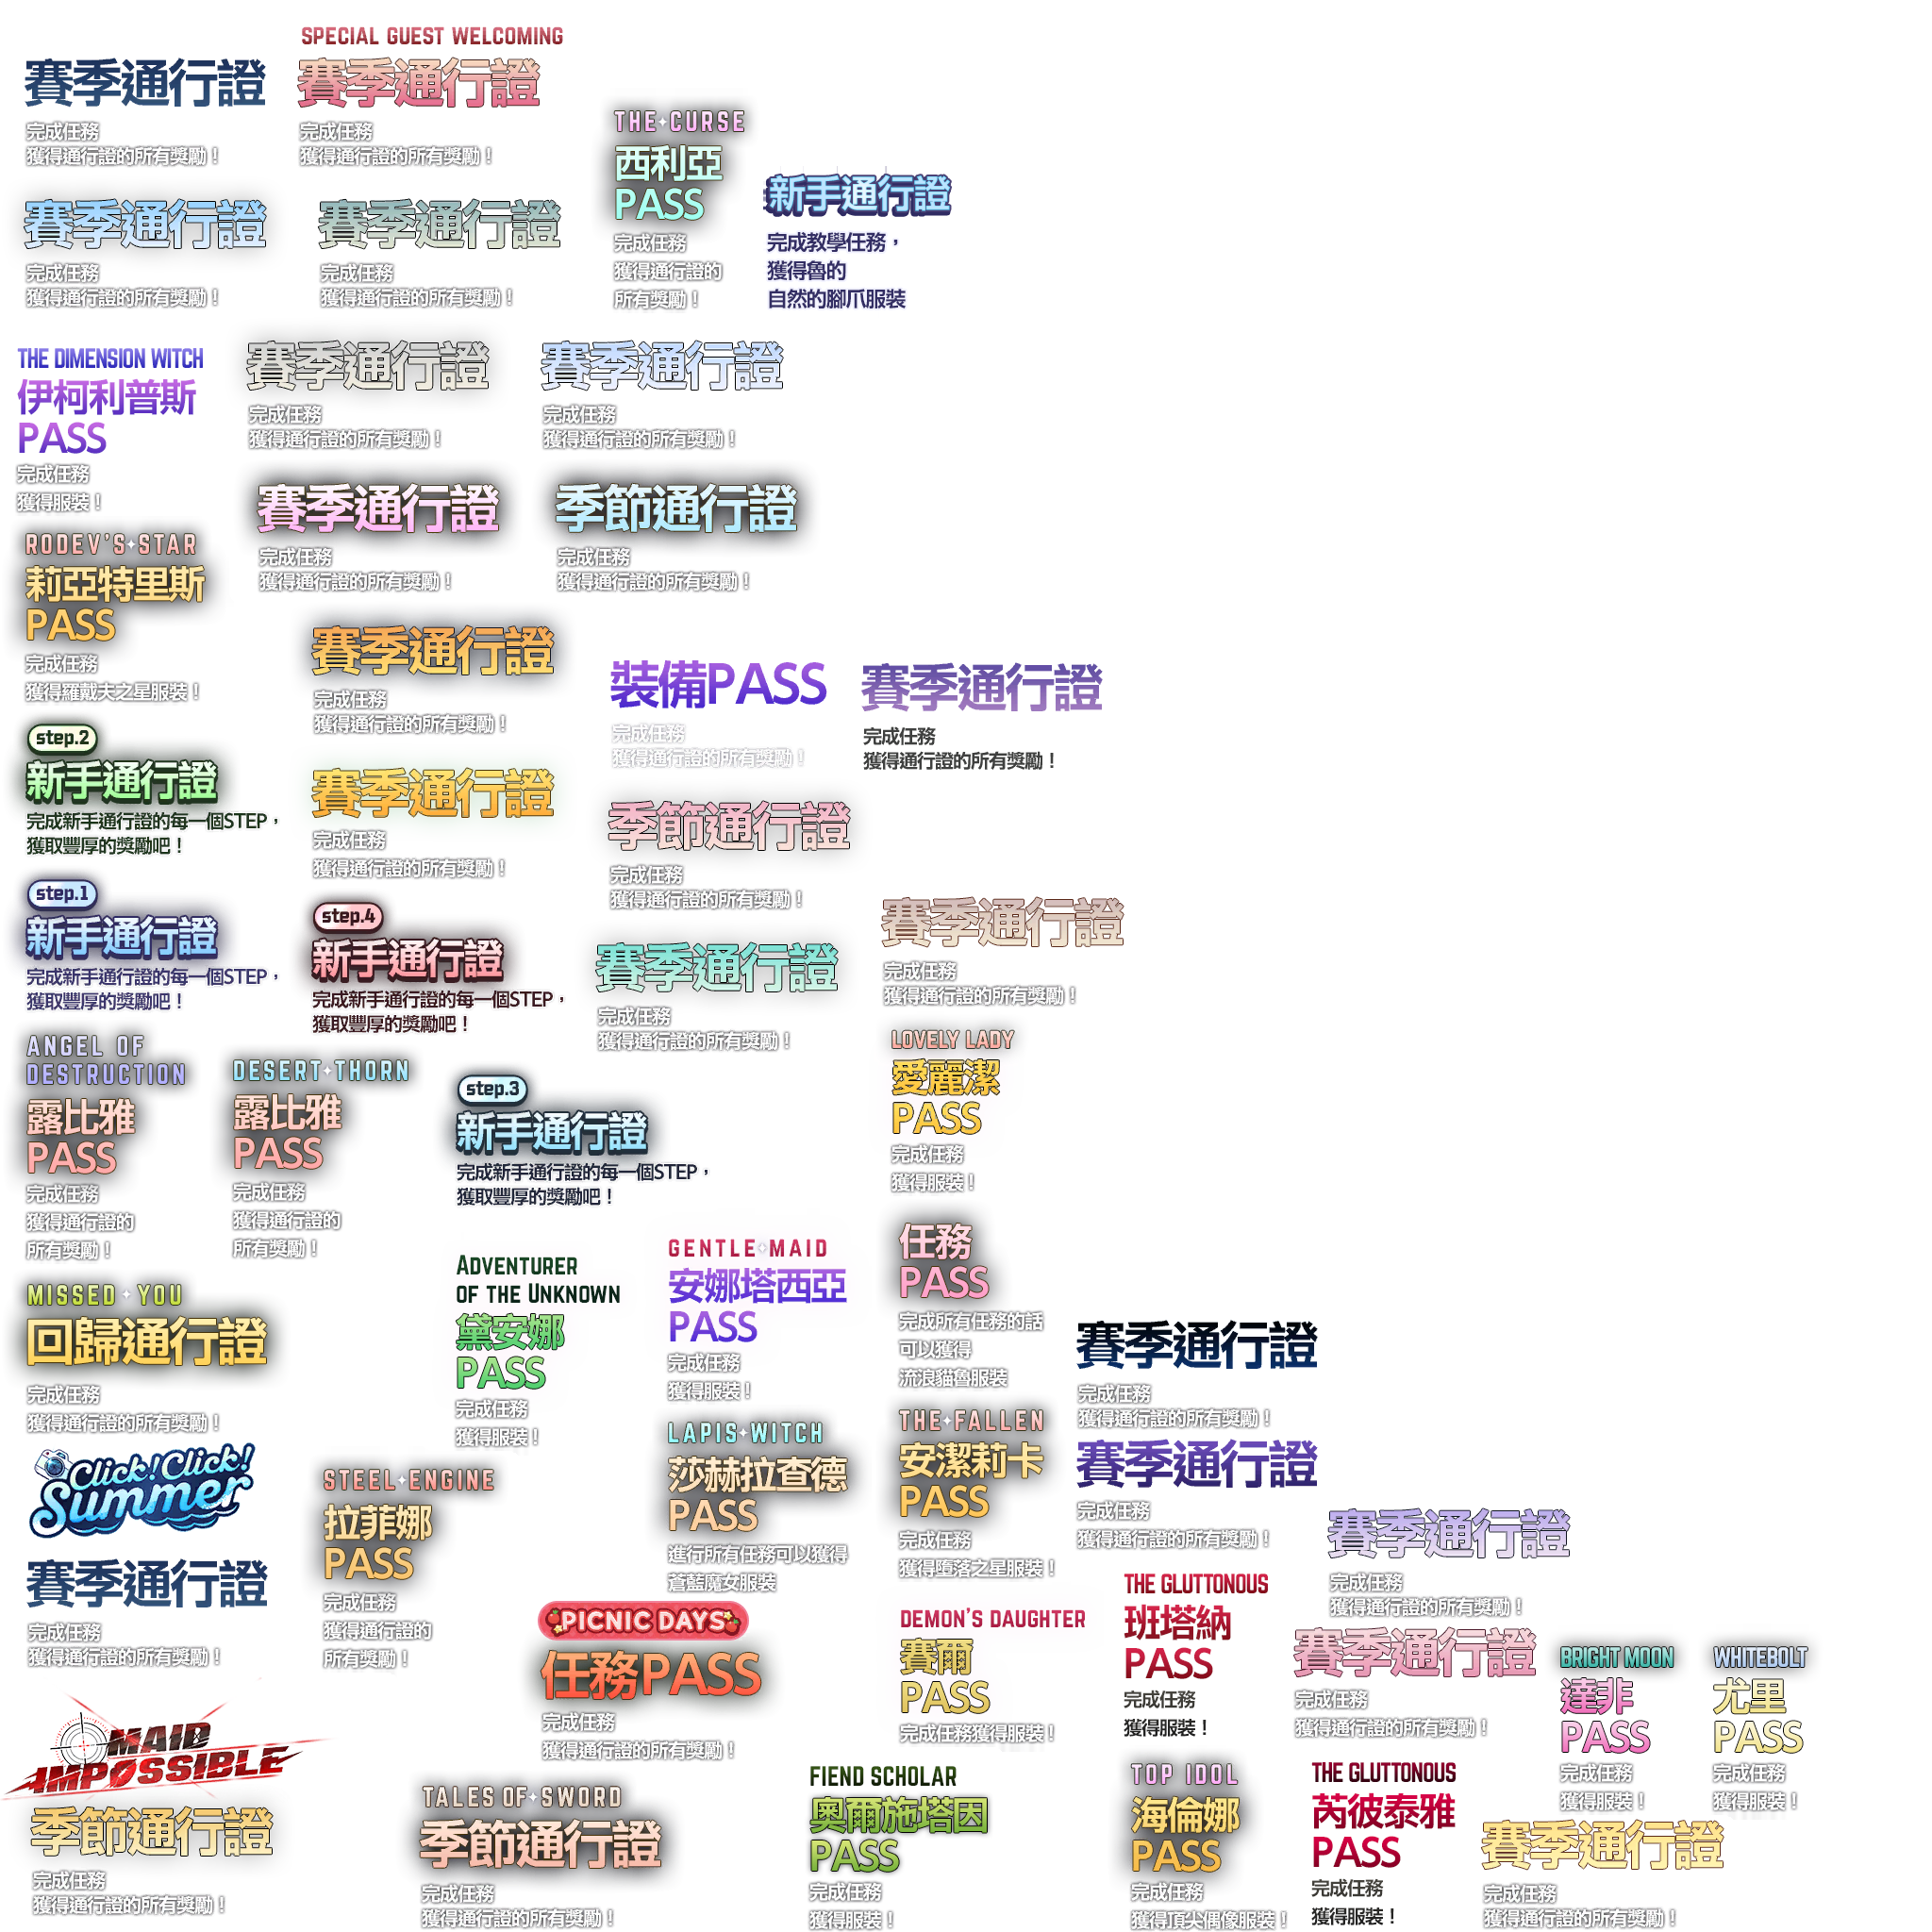 賽季通行證
完成任務
獲得通行證的所有獎勵！
SPECIAL GUEST WELCOMING
賽季通行證
完成任務
獲得通行證的所有獎勵！
賽季通行證
完成任務
獲得通行證的所有獎勵！
賽季通行證
完成任務
獲得通行證的所有獎勵！
THE CURSE
西利亞
PASS
完成任務
獲得通行證的
所有獎勵！
新手通行證
完成教學任務，
獲得魯的
自然的腳爪服裝
THE DIMENSION WITCH
伊柯利普斯
PASS
完成任務
獲得服裝！
賽季通行證
完成任務
獲得通行證的所有獎勵！
賽季通行證
完成任務
獲得通行證的所有獎勵！
賽季通行證
完成任務
獲得通行證的所有獎勵！
季節通行證
完成任務
獲得通行證的所有獎勵！
RODEV'S STAR
莉亞特里斯
PASS
完成任務
獲得羅戴夫之星服裝！
賽季通行證
完成任務
獲得通行證的所有獎勵！
裝備PASS
完成任務
獲得通行證的所有獎勵！
賽季通行證
完成任務
獲得通行證的所有獎勵！
step.2
新手通行證
完成新手通行證的每一個STEP，
獲取豐厚的獎勵吧！
賽季通行證
完成任務
獲得通行證的所有獎勵！
季節通行證
完成任務
獲得通行證的所有獎勵！
step.1
新手通行證
完成新手通行證的每一個STEP，
獲取豐厚的獎勵吧！
step.4
新手通行證
完成新手通行證的每一個STEP，
獲取豐厚的獎勵吧！
賽季通行證
完成任務
獲得通行證的所有獎勵！
賽季通行證
完成任務
獲得通行證的所有獎勵！
ANGEL OF
DESTRUCTION
露比雅
PASS
完成任務
獲得通行證的
所有獎勵！
DESERT THORN
露比雅
PASS
完成任務
獲得通行證的
所有獎勵！
step.3
新手通行證
完成新手通行證的每一個STEP，
獲取豐厚的獎勵吧！
LOVELY LADY
愛麗潔
PASS
完成任務
獲得服裝！
MISSED YOU
回歸通行證
完成任務
獲得通行證的所有獎勵！
ADVENTURER
OF THE UNKNOWN
黛安娜
PASS
完成任務
獲得服裝！
GENTLE MAID
安娜塔西亞
PASS
完成任務
獲得服裝！
任務
PASS
完成所有任務的話
可以獲得
流浪貓魯服裝
賽季通行證
完成任務
獲得通行證的所有獎勵！
Click!Click!
Summer
賽季通行證
完成任務
獲得通行證的所有獎勵！
STEEL ENGINE
拉菲娜
PASS
完成任務
獲得通行證的
所有獎勵！
LAPIS WITCH
莎赫拉查德
PASS
進行所有任務可以獲得
蒼藍魔女服裝
THE FALLEN
安潔莉卡
PASS
完成任務
獲得墮落之星服裝！
賽季通行證
完成任務
獲得通行證的所有獎勵！
賽季通行證
完成任務
獲得通行證的所有獎勵！
PICNIC DAYS
任務PASS
完成任務
獲得通行證的所有獎勵！
DEMON'S DAUGHTER
賽爾
PASS
完成任務獲得服裝！
THE GLUTTONOUS
班塔納
PASS
完成任務
獲得服裝！
賽季通行證
完成任務
獲得通行證的所有獎勵！
BRIGHT MOON
達非
PASS
完成任務
獲得服裝！
WHITEBOLT
尤里
PASS
完成任務
獲得服裝！
MAID
IMPOSSIBLE
季節通行證
完成任務
獲得通行證的所有獎勵！
TALES OF SWORD
季節通行證
完成任務
獲得通行證的所有獎勵！
FIEND SCHOLAR
奧爾施塔因
PASS
完成任務
獲得服裝！
TOP IDOL
海倫娜
PASS
完成任務
獲得頂尖偶像服裝！
THE GLUTTONOUS
芮彼泰雅
PASS
完成任務
獲得服裝！
賽季通行證
完成任務
獲得通行證的所有獎勵！